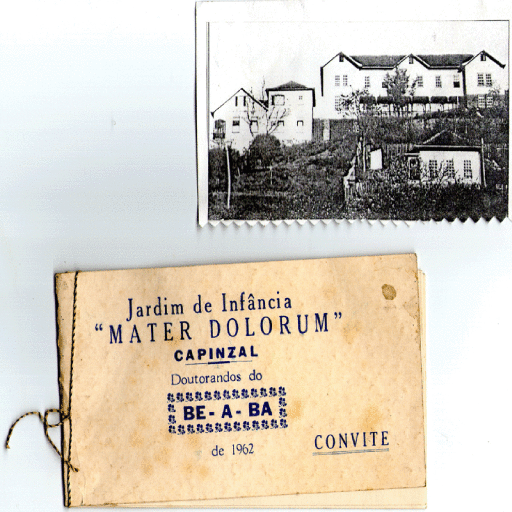 Jardim de Infância
“MATER DOLORUM”
CAPINZAL
Doutorandos do
BE- A- BA
de 1962
CONVITE